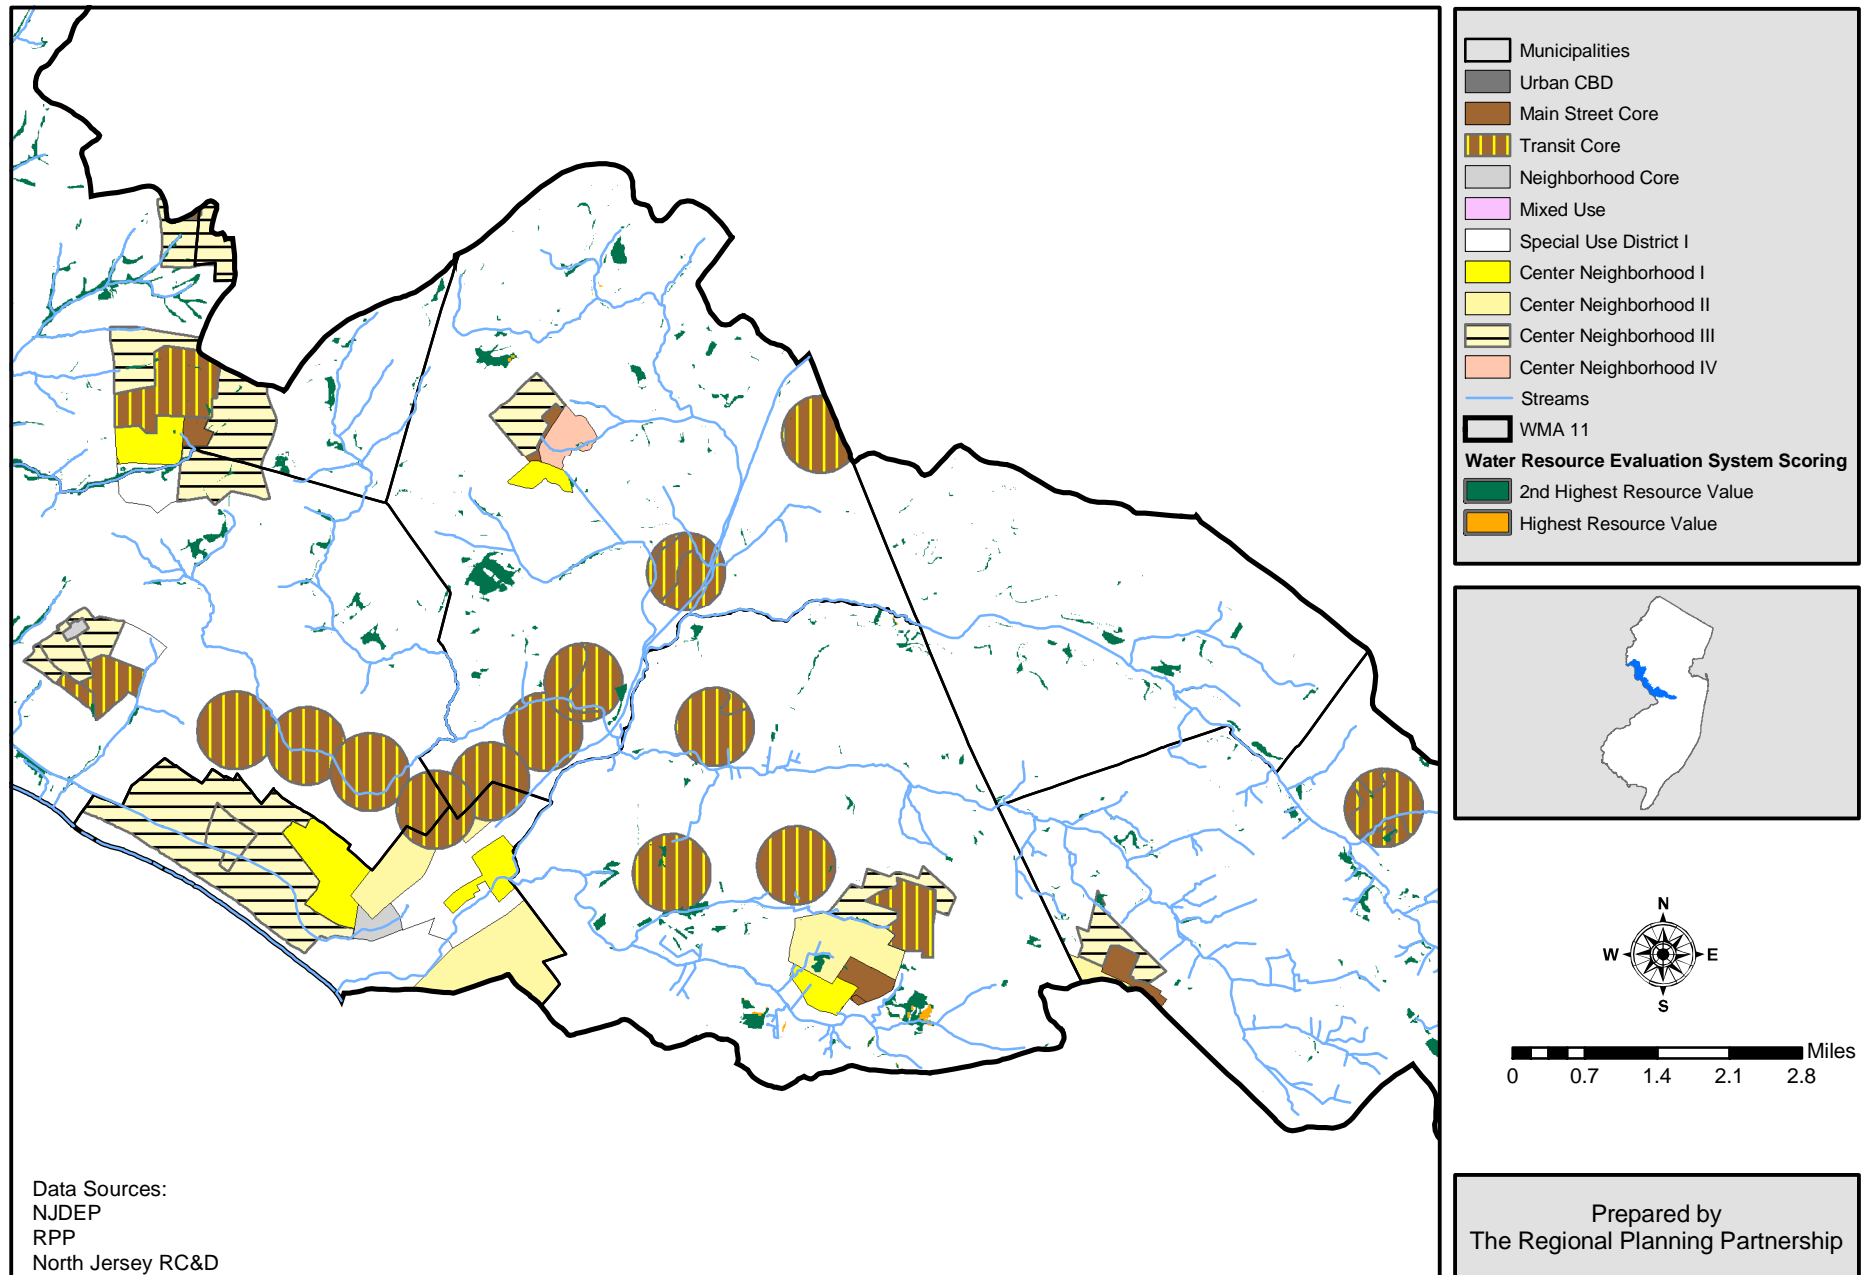 Municipalities
Urban CBD
Main Street Core
Transit Core
Neighborhood Core
Mixed Use
Special Use District I
Center Neighborhood I
Center Neighborhood II
Center Neighborhood III
Center Neighborhood IV
Streams
WMA 11
Water Resource Evaluation System Scoring
2nd Highest Resource Value
Highest Resource Value
N
W E
S
Miles
0 0.7 1.4 2.1 2.8
Data Sources:
NJDEP
RPP
North Jersey RC&D
Prepared by
The Regional Planning Partnership